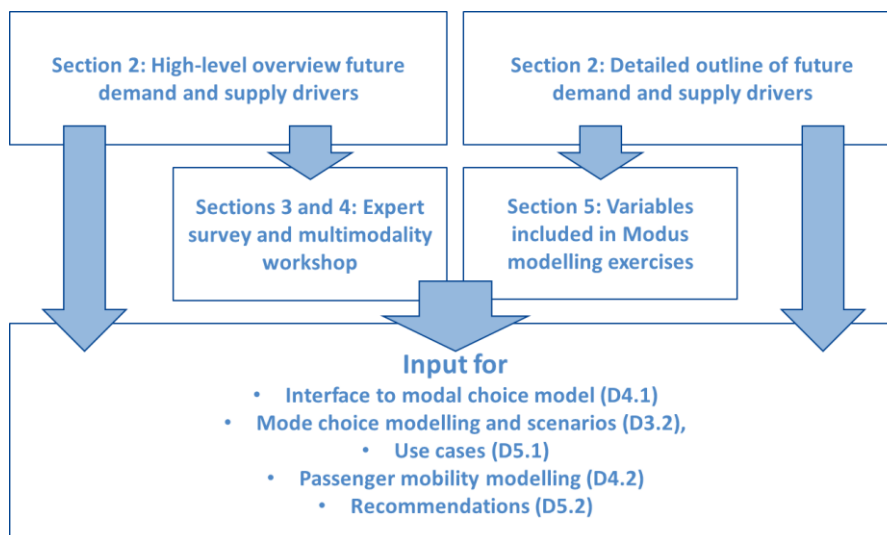 Section 2: High-level overview future
demand and supply drivers
Section 2: Detailed outline of future
demand and supply drivers
Sections 3 and 4: Expert
survey and multimodality
workshop
Section 5: Variables
included in Modus
modelling exercises
Input for
• Interface to modal choice model (D4.1)
• Mode choice modelling and scenarios (D3.2),
• Use cases (D5.1)
• Passenger mobility modelling (D4.2)
• Recommendations (D5.2)